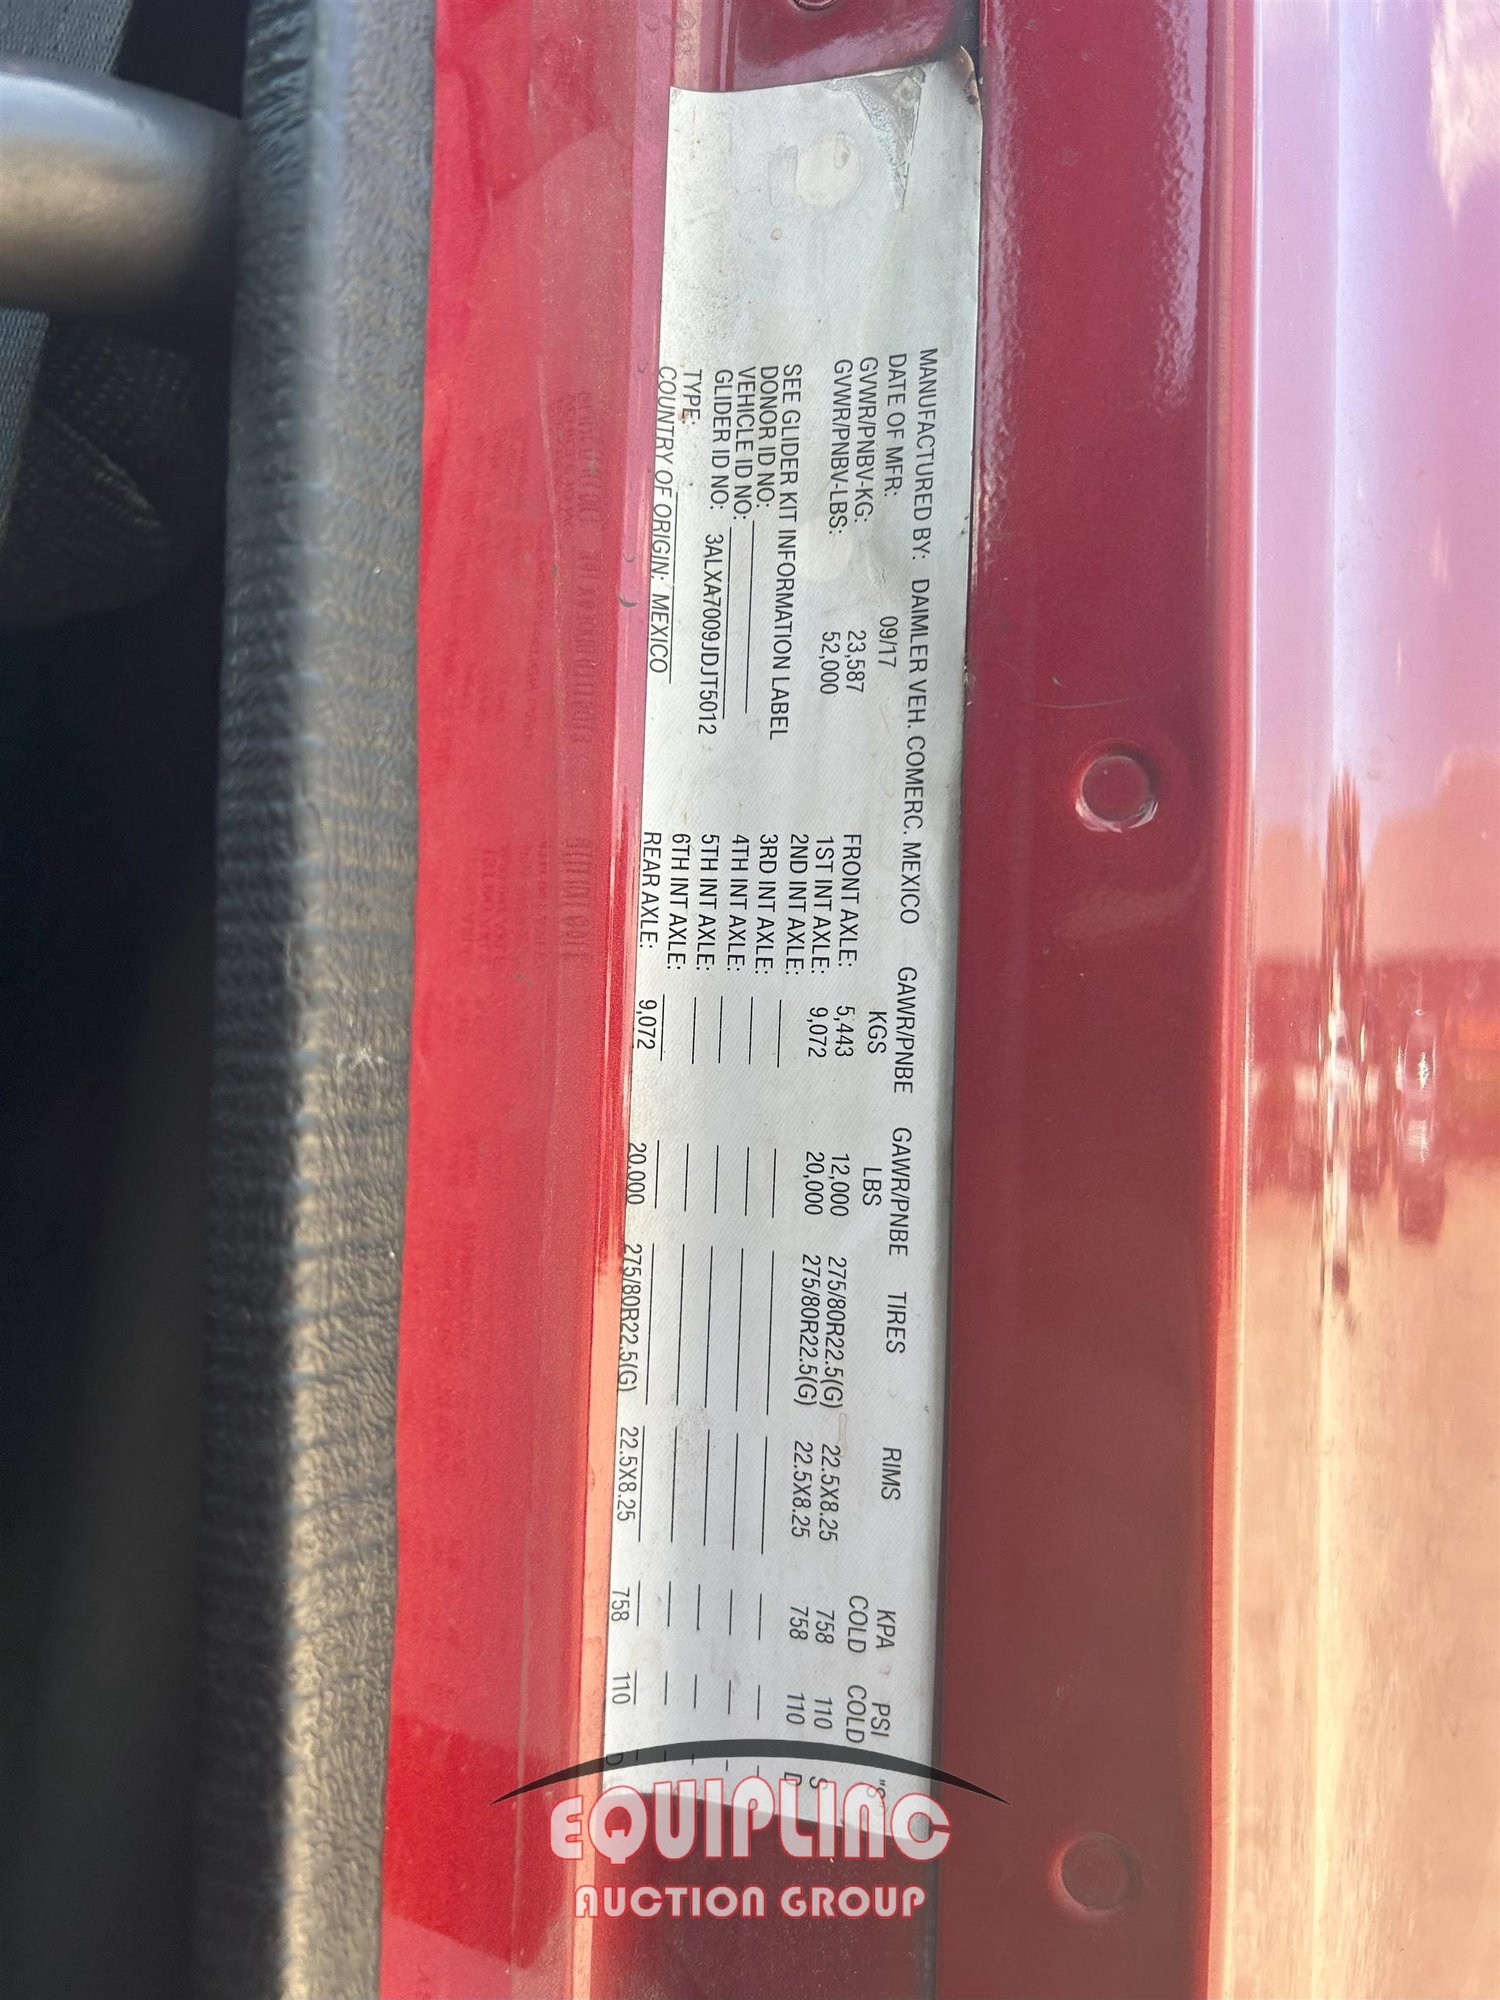 MANUFACTURED BY: DAIMLER VEH. COMERC. MEXICO
DATE OF MFR: 09/17
GVWR/PNBV-KG: 23,587
GVWR/PNBV-LBS: 52,000
SEE GLIDER KIT INFORMATION LABEL
DONOR ID NO:
VEHICLE ID NO:
GLIDER ID NO: 3ALXA7009JDJT5012
TYPE:
COUNTRY OF ORIGIN: MEXICO
GAWR/PNBE GAWR/PNBE TIRES RIMS KPA PSI "S"
KGS LBS COLD COLD
FRONT AXLE: 5,443 12,000 275/80R22.5(G) 22.5X8.25 758 110 S
1ST INT AXLE: 9,072 20,000 275/80R22.5(G) 22.5X8.25 758 110 D
2ND INT AXLE:
3RD INT AXLE:
4TH INT AXLE:
5TH INT AXLE:
6TH INT AXLE:
REAR AXLE: 9,072 20,000 275/80R22.5(G) 22.5X8.25 758 110 D
EQUIPLINC
AUCTION GROUP